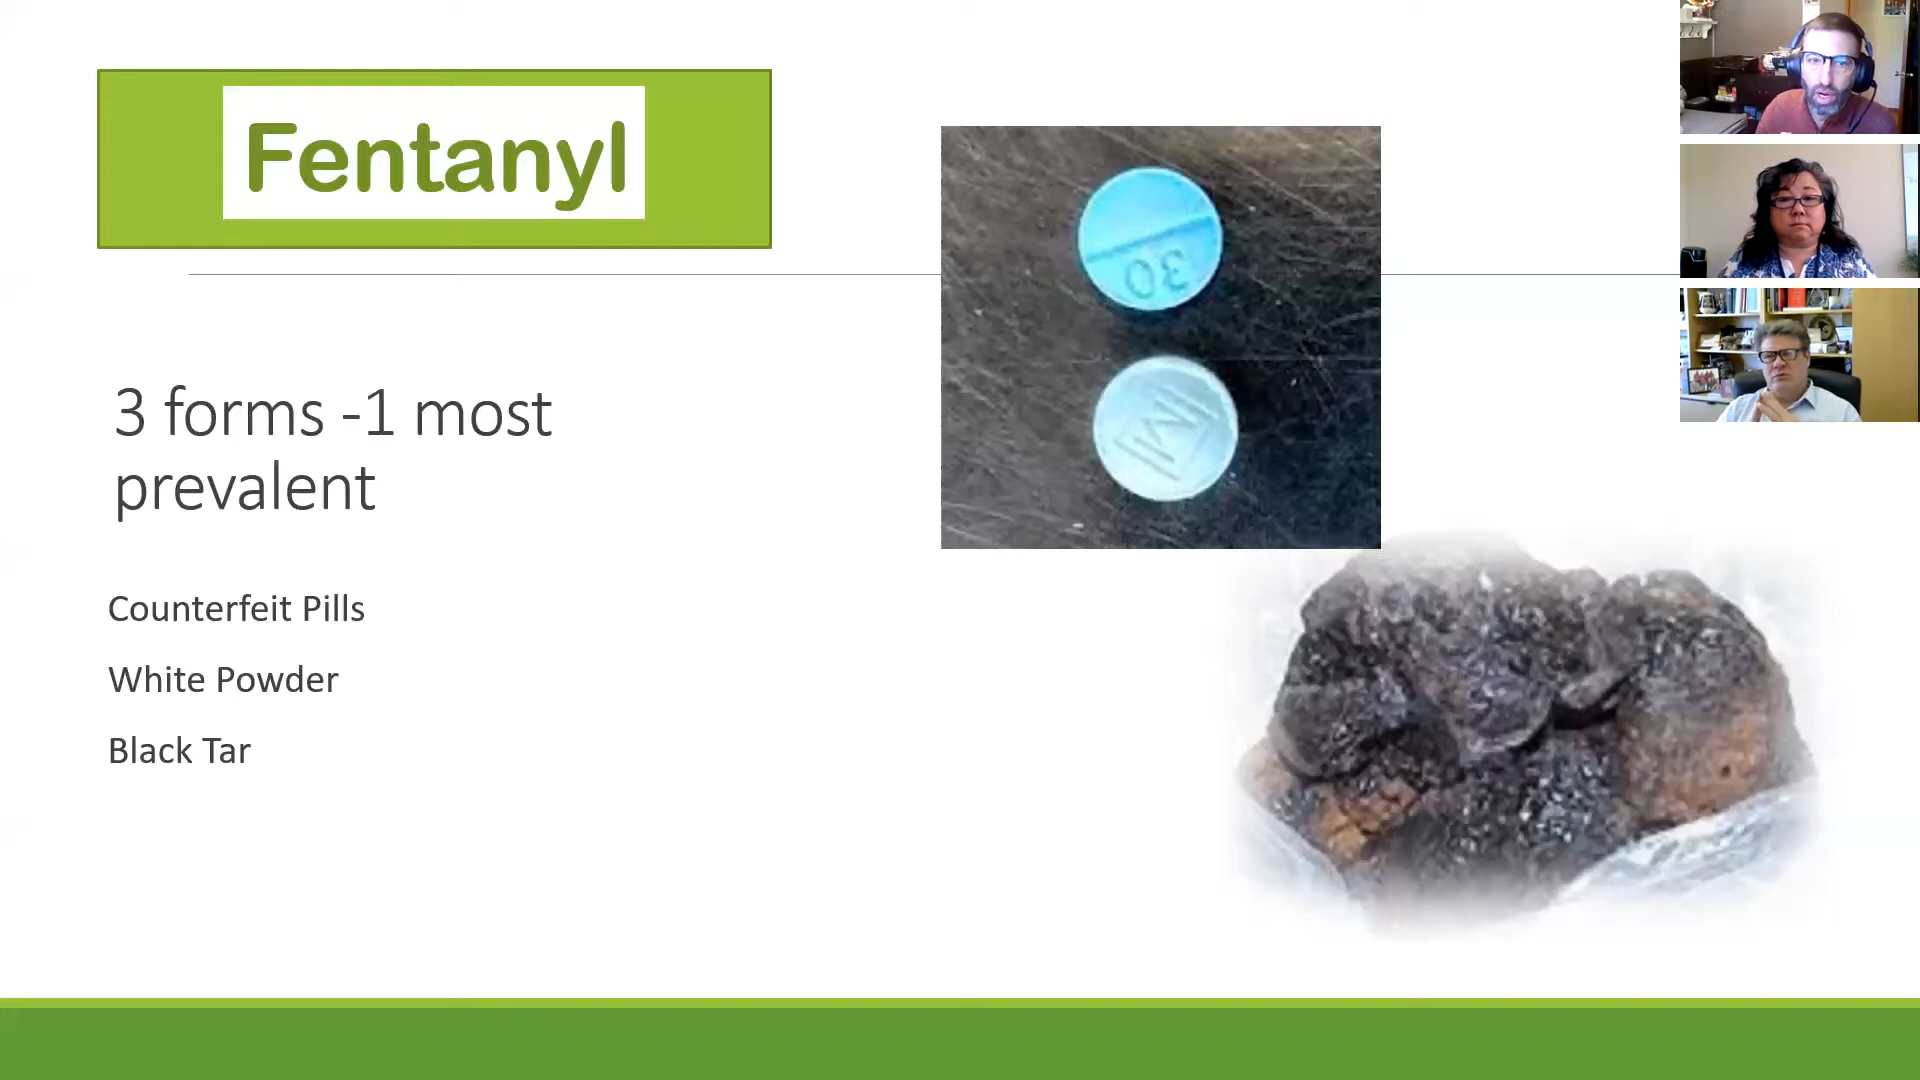 Fentanyl
30
M
3 forms -1 most
prevalent
Counterfeit Pills
White Powder
Black Tar